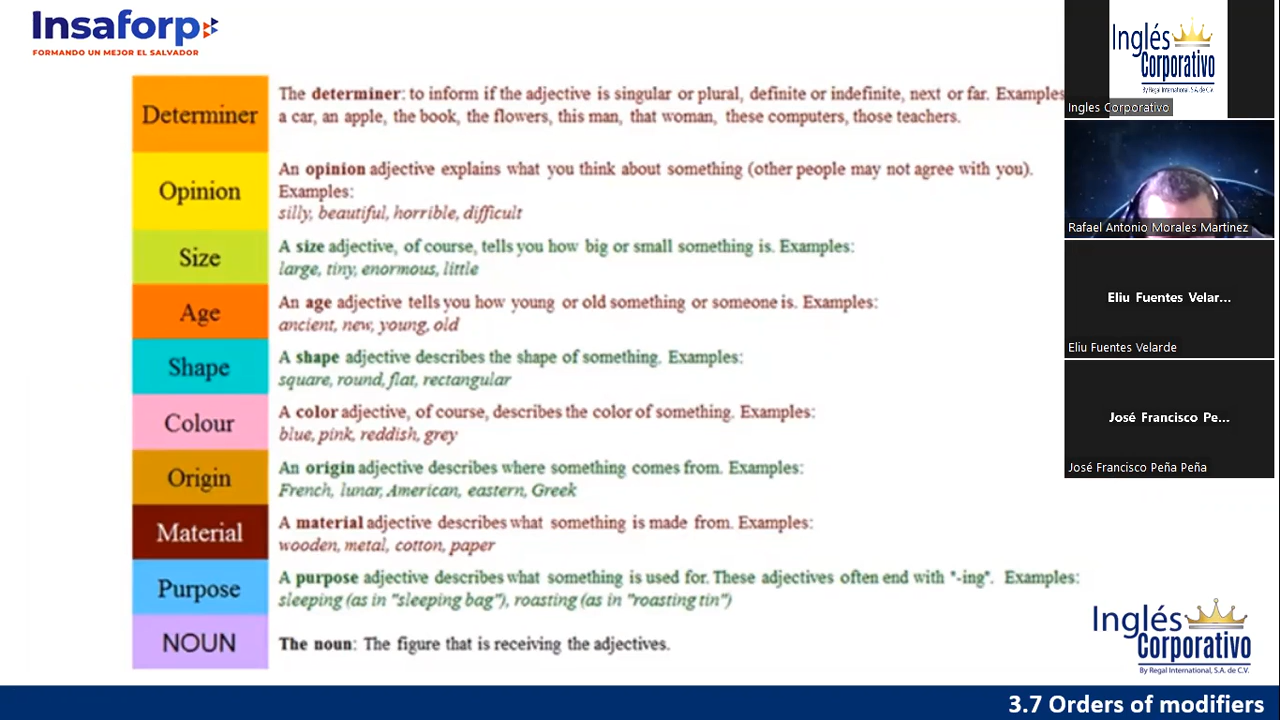 Insaforp
FORMANDO UN MEJOR EL SALVADOR
Determiner
The determiner: to inform if the adjective is singular or plural, definite or indefinite, next or far. Examples
a car, an apple, the book, the flowers, this man, that woman, these computers, those teachers.
Opinion
An opinion adjective explains what you think about something (other people may not agree with you).
Examples:
silly, beautiful, horrible, difficult
Size
A size adjective, of course, tells you how big or small something is. Examples:
large, tiny, enormous, little
Age
An age adjective tells you how young or old something or someone is. Examples:
ancient, new, young, old
Shape
A shape adjective describes the shape of something. Examples:
square, round, flat, rectangular
Colour
A color adjective, of course, describes the color of something. Examples:
blue, pink, reddish, grey
Origin
An origin adjective describes where something comes from. Examples:
French, lunar, American, eastern, Greek
Material
A material adjective describes what something is made from. Examples:
wooden, metal, cotton, paper
Purpose
A purpose adjective describes what something is used for. These adjectives often end with "-ing". Examples:
sleeping (as in "sleeping bag"), roasting (as in "roasting tin")
NOUN
The noun: The figure that is receiving the adjectives.
Inglés
Corporativo
By Regal International, S.A. de C.V.
Ingles Corporativo
Rafael Antonio Morales Martinez
Eliu Fuentes Velar...
Eliu Fuentes Velarde
José Francisco Pe...
José Francisco Peña Peña
Inglés
Corporativo
By Regal International, S.A. de C.V.
3.7 Orders of modifiers